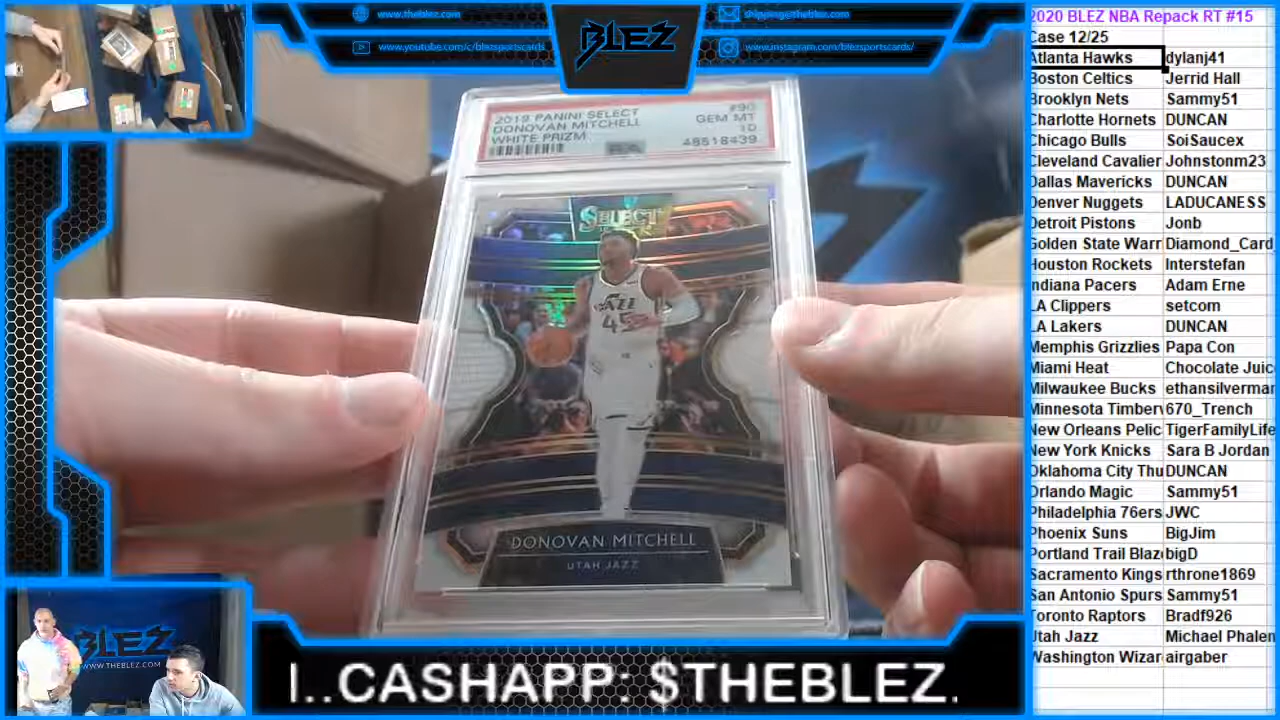 www.theblez.com
shipping@theblez.com
www.youtube.com/c/blezsportscards/
www.instagram.com/blezsportscards/
BLEZ
2019 PANINI SELECT #90
DONOVAN MITCHELL GEM MT
WHITE PRIZM 10
PSA 48518439
SELECT
JAZZ
45
DONOVAN MITCHELL
UTAH JAZZ
BLEZ
WWW.THEBLEZ.COM
..CASHAPP: $THEBLEZ.
2020 BLEZ NBA Repack RT #15
Case 12/25
Atlanta Hawks dylanj41
Boston Celtics Jerrid Hall
Brooklyn Nets Sammy51
Charlotte Hornets DUNCAN
Chicago Bulls SoiSaucex
Cleveland Cavalier Johnstonm23
Dallas Mavericks DUNCAN
Denver Nuggets LADUCANESS
Detroit Pistons Jonb
Golden State Warr Diamond_Card
Houston Rockets Interstefan
Indiana Pacers Adam Erne
LA Clippers setcom
LA Lakers DUNCAN
Memphis Grizzlies Papa Con
Miami Heat Chocolate Juic
Milwaukee Bucks ethansilverman
Minnesota Timberv 670_Trench
New Orleans Pelic TigerFamilyLife
New York Knicks Sara B Jordan
Oklahoma City Thu DUNCAN
Orlando Magic Sammy51
Philadelphia 76ers JWC
Phoenix Suns BigJim
Portland Trail Blaz bigD
Sacramento Kings rthrone1869
San Antonio Spurs Sammy51
Toronto Raptors Bradf926
Utah Jazz Michael Phalen
Washington Wizar airgaber